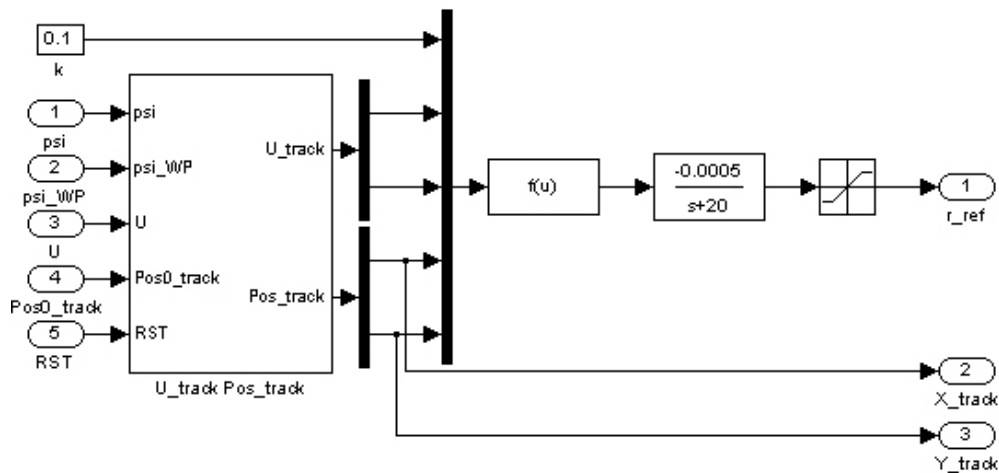 0.1
k
1
psi
2
psi_WP
3
U
4
Pos0_track
5
RST
psi
psi_WP
U
Pos0_track
RST
U_track
Pos_track
U_track Pos_track
f(u)
-0.0005
s+20
1
r_ref
2
X_track
3
Y_track